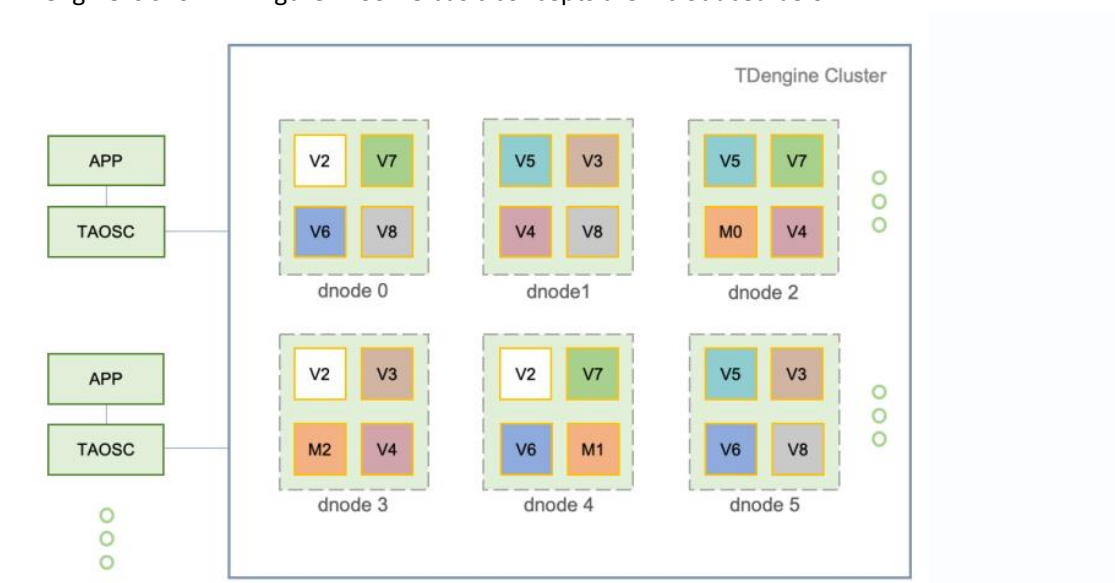 TDengine Cluster
APP
TAOSC
V2 V7
V6 V8
dnode 0
V5 V3
V4 V8
dnode1
V5 V7
M0 V4
dnode 2
APP
TAOSC
V2 V3
M2 V4
dnode 3
V2 V7
V6 M1
dnode 4
V5 V3
V6 V8
dnode 5